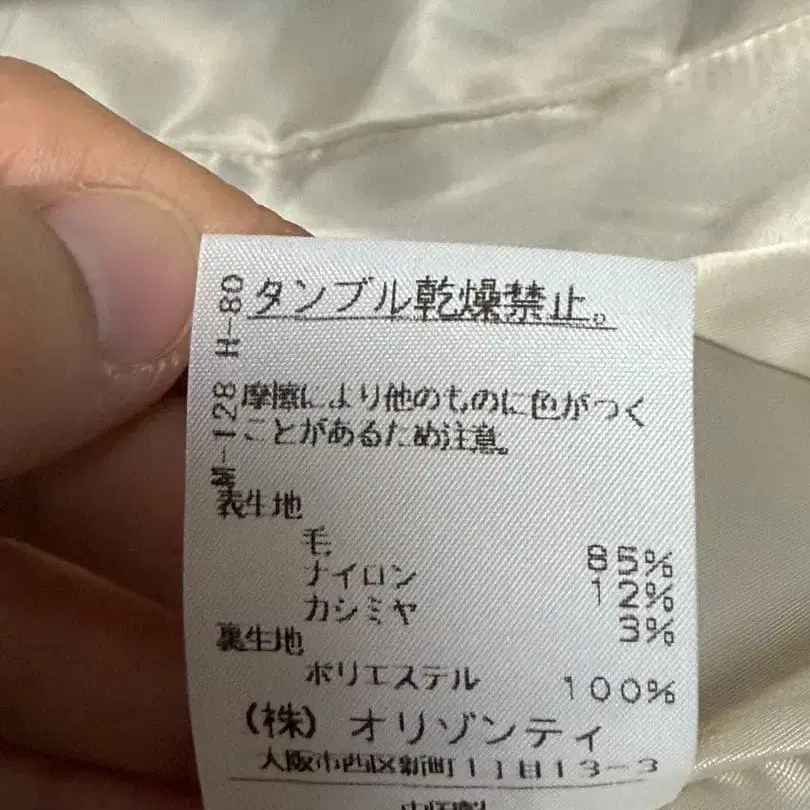 タンブル乾燥禁止。
摩擦により他のものに色がつく
ことがあるため注意。
表生地
毛 85%
ナイロン 12%
カシミヤ 3%
裏生地
ポリエステル 100%
(株) オリゾンティ
大阪市西区新町1丁目13-3
M-128 H-80